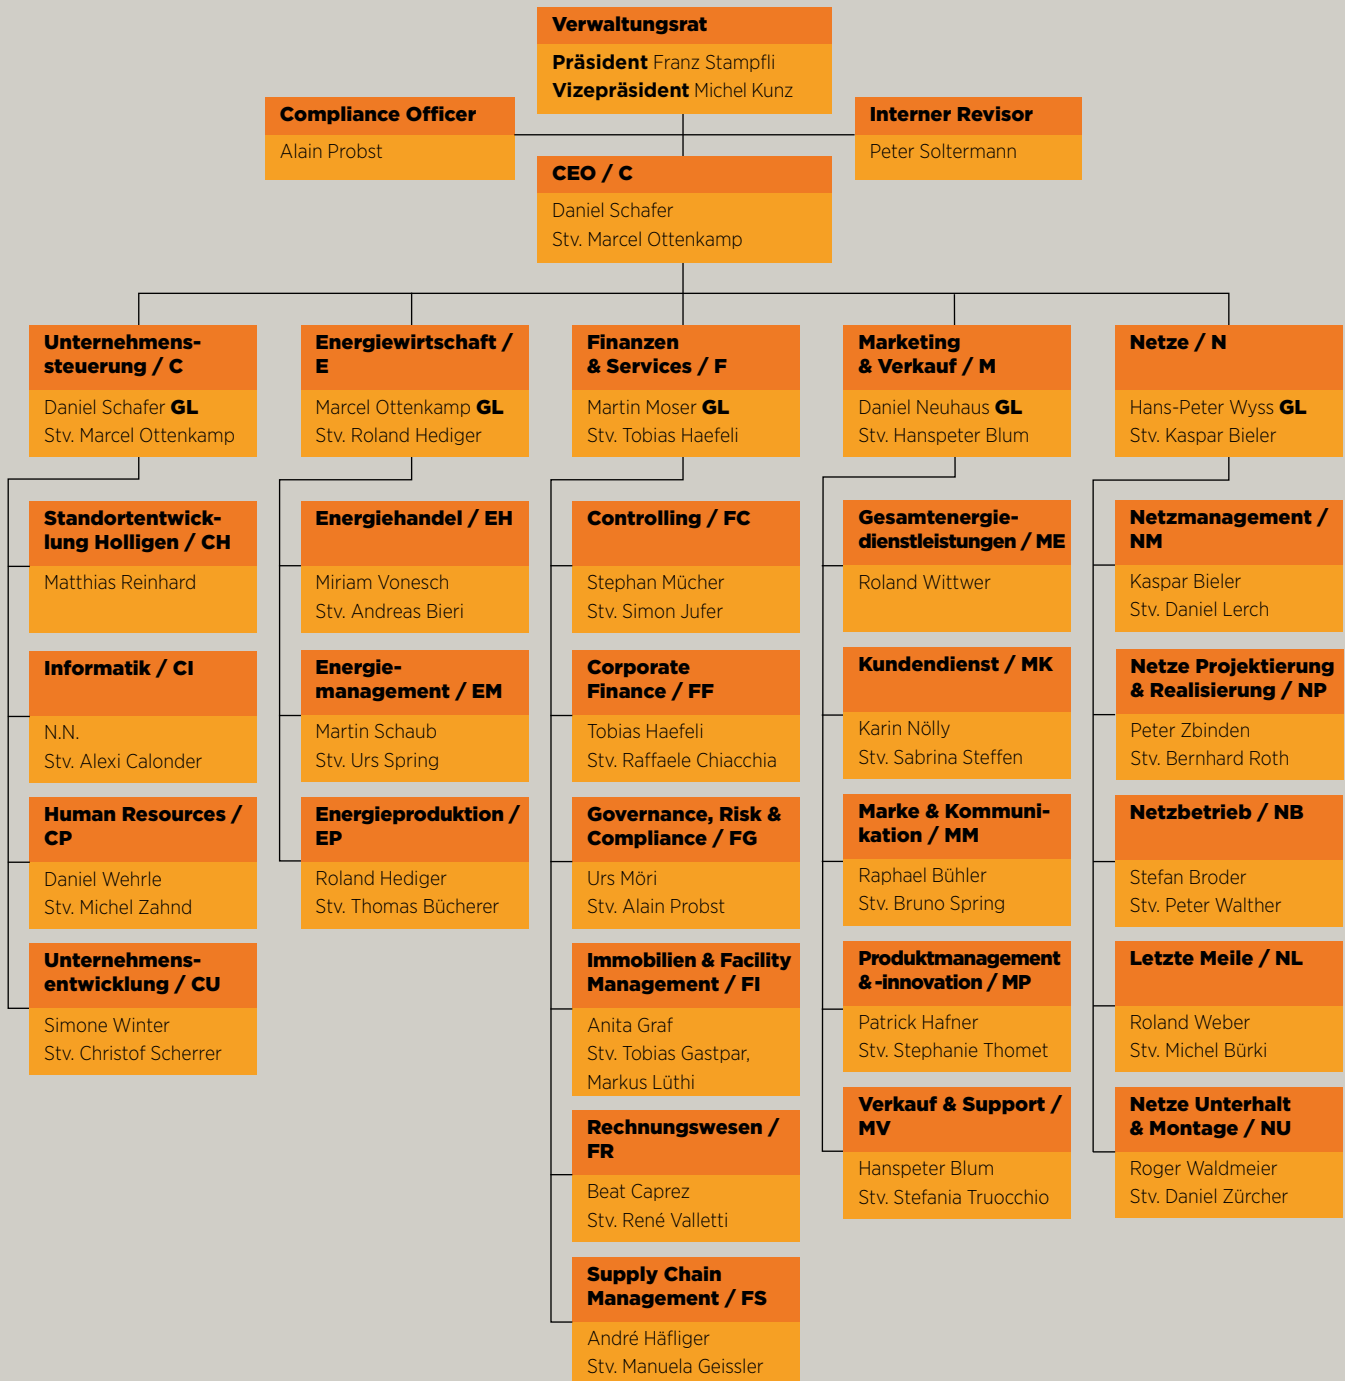 Verwaltungsrat
Präsident Franz Stampfli
Vizepräsident Michel Kunz
Compliance Officer
Alain Probst
Interner Revisor
Peter Soltermann
CEO / C
Daniel Schafer
Stv. Marcel Ottenkamp
Unternehmens-
steuerung / C
Daniel Schafer GL
Stv. Marcel Ottenkamp
Standortentwick-
lung Holligen / CH
Matthias Reinhard
Informatik / CI
N.N.
Stv. Alexi Calonder
Human Resources /
CP
Daniel Wehrle
Stv. Michel Zahnd
Unternehmens-
entwicklung / CU
Simone Winter
Stv. Christof Scherrer
Energiewirtschaft /
E
Marcel Ottenkamp GL
Stv. Roland Hediger
Energiehandel / EH
Miriam Vonesch
Stv. Andreas Bieri
Energie-
management / EM
Martin Schaub
Stv. Urs Spring
Energieproduktion /
EP
Roland Hediger
Stv. Thomas Bücherer
Finanzen
& Services / F
Martin Moser GL
Stv. Tobias Haefeli
Controlling / FC
Stephan Mücher
Stv. Simon Jufer
Corporate
Finance / FF
Tobias Haefeli
Stv. Raffaele Chiacchia
Governance, Risk &
Compliance / FG
Urs Möri
Stv. Alain Probst
Immobilien & Facility
Management / FI
Anita Graf
Stv. Tobias Gastpar,
Markus Lüthi
Rechnungswesen /
FR
Beat Caprez
Stv. René Valletti
Supply Chain
Management / FS
André Häfliger
Stv. Manuela Geissler
Marketing
& Verkauf / M
Daniel Neuhaus GL
Stv. Hanspeter Blum
Gesamtenergie-
dienstleistungen / ME
Roland Wittwer
Kundendienst / MK
Karin Nölly
Stv. Sabrina Steffen
Marke & Kommuni-
kation / MM
Raphael Bühler
Stv. Bruno Spring
Produktmanagement
& -innovation / MP
Patrick Hafner
Stv. Stephanie Thomet
Verkauf & Support /
MV
Hanspeter Blum
Stv. Stefania Truocchio
Netze / N
Hans-Peter Wyss GL
Stv. Kaspar Bieler
Netzmanagement /
NM
Kaspar Bieler
Stv. Daniel Lerch
Netze Projektierung
& Realisierung / NP
Peter Zbinden
Stv. Bernhard Roth
Netzbetrieb / NB
Stefan Broder
Stv. Peter Walther
Letzte Meile / NL
Roland Weber
Stv. Michel Bürki
Netze Unterhalt
& Montage / NU
Roger Waldmeier
Stv. Daniel Zürcher